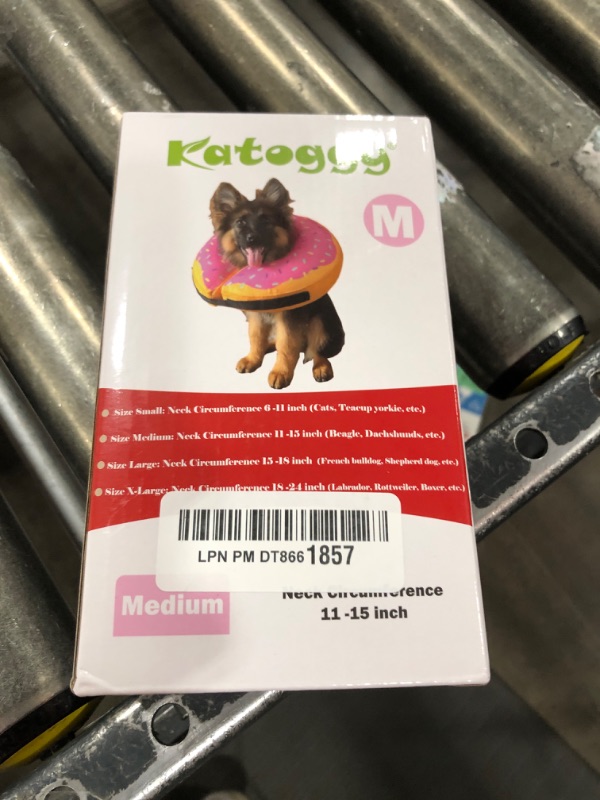 Katoggy
M
Size Small: Neck Circumference 6 -11 inch (Cats, Teacup yorkie, etc.)
Size Medium: Neck Circumference 11 -15 inch (Beagle, Dachshunds, etc.)
Size Large: Neck Circumference 15 -18 inch (French bulldog, Shepherd dog, etc.)
Size X-Large: Neck Circumference 18 -24 inch (Labrador, Rottweiler, Boxer, etc.)
LPN PM DT866 1857
Medium
Neck Circumference
11 -15 inch